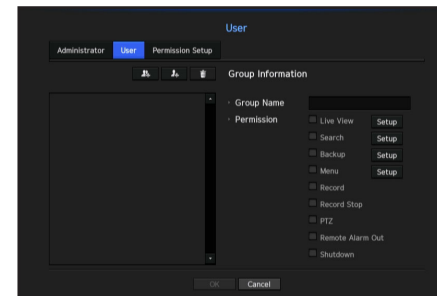 User
Administrator User Permission Setup
Group Information
Group Name
Permission
Live View Setup
Search Setup
Backup Setup
Menu Setup
Record
Record Stop
PTZ
Remote Alarm Out
Shutdown
OK Cancel